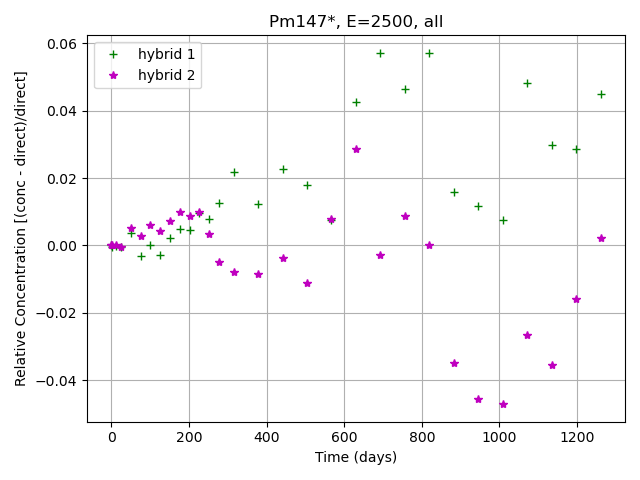 Pm147*, E=2500, all
hybrid 1
hybrid 2
Relative Concentration [(conc - direct)/direct]
0.06
0.04
0.02
0.00
−0.02
−0.04
0
200
400
600
800
1000
1200
Time (days)